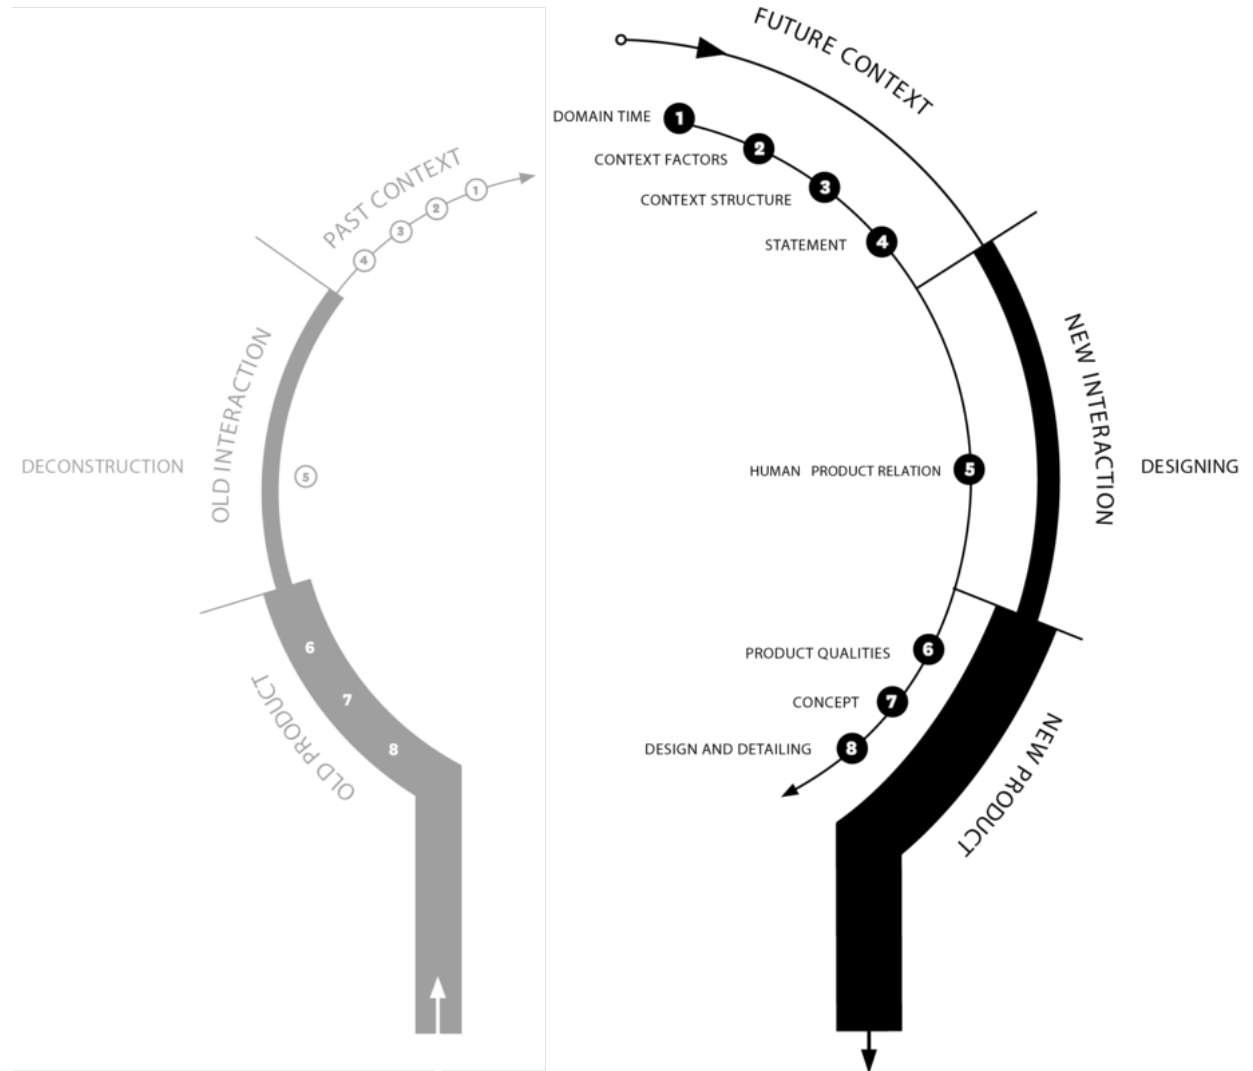 PAST CONTEXT
1
2
3
4
OLD INTERACTION
DECONSTRUCTION
5
6
7
8
OLD PRODUCT
FUTURE CONTEXT
DOMAIN TIME 1
CONTEXT FACTORS 2
CONTEXT STRUCTURE 3
STATEMENT 4
NEW INTERACTION
HUMAN PRODUCT RELATION 5
DESIGNING
PRODUCT QUALITIES 6
CONCEPT 7
DESIGN AND DETAILING 8
NEW PRODUCT